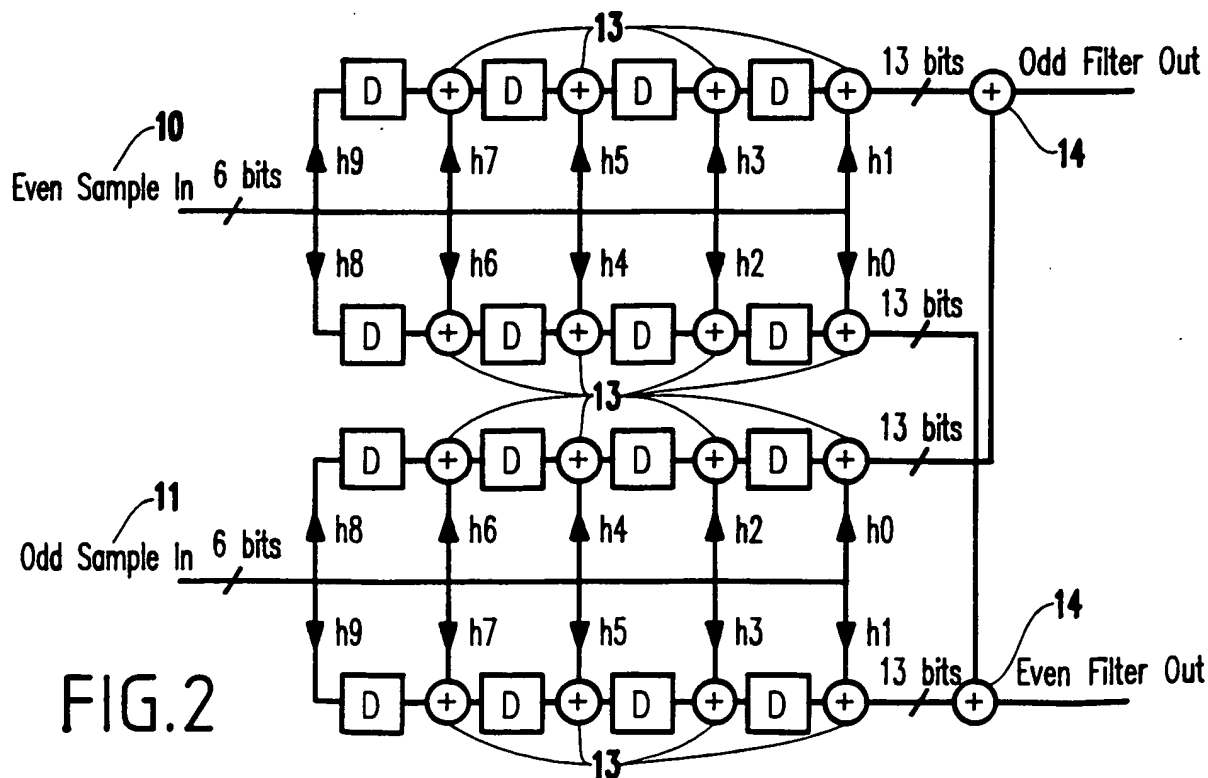 13
13 bits Odd Filter Out
D + D + D + D + +
14
10
Even Sample In 6 bits
h9 h7 h5 h3 h1
h8 h6 h4 h2 h0
13 bits
D + D + D + D +
13
13 bits
D + D + D + D +
11
Odd Sample In 6 bits
h8 h6 h4 h2 h0
h9 h7 h5 h3 h1
14
13 bits Even Filter Out
D + D + D + D + +
13
FIG.2